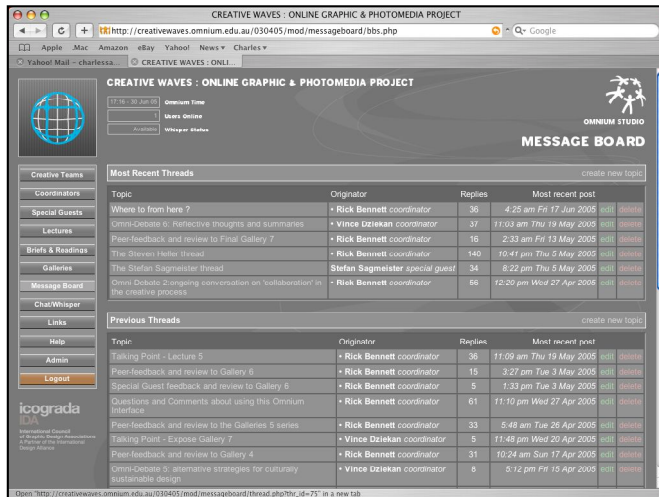 CREATIVE WAVES : ONLINE GRAPHIC & PHOTOMEDIA PROJECT
http://creativewaves.omnium.edu.au/030405/mod/messageboard/bbs.php
Google
Apple .Mac Amazon eBay Yahoo! News Charles
Yahoo! Mail – charlessa...
CREATIVE WAVES : ONLI...
CREATIVE WAVES : ONLINE GRAPHIC & PHOTOMEDIA PROJECT
17:16 - 30 Jun 05 Omnium Time
1 Users Online
Available Whisper Status
OMNIUM STUDIO
MESSAGE BOARD
Creative Teams
Coordinators
Special Guests
Lectures
Briefs & Readings
Galleries
Message Board
Chat/Whisper
Links
Help
Admin
Logout
icograda
IDA
International Council
of Graphic Design Associations
A Partner of the International
Design Alliance
Most Recent Threads create new topic
Topic Originator Replies Most recent post
Where to from here ? • Rick Bennett coordinator 36 4:25 am Fri 17 Jun 2005 edit delete
Omni-Debate 6: Reflective thoughts and summaries • Vince Dziekan coordinator 37 11:03 am Thu 19 May 2005 edit delete
Peer-feedback and review to Final Gallery 7 • Rick Bennett coordinator 16 2:33 am Fri 13 May 2005 edit delete
The Steven Heller thread • Rick Bennett coordinator 140 10:41 pm Thu 5 May 2005 edit delete
The Stefan Sagmeister thread Stefan Sagmeister special guest 34 8:22 pm Thu 5 May 2005 edit delete
Omni-Debate 2:ongoing conversation on 'collaboration' in • Rick Bennett coordinator 56 12:20 pm Wed 27 Apr 2005 edit delete
the creative process
Previous Threads create new topic
Topic Originator Replies Most recent post
Talking Point - Lecture 5 • Rick Bennett coordinator 36 11:09 am Thu 19 May 2005 edit delete
Peer-feedback and review to Gallery 6 • Rick Bennett coordinator 15 3:27 pm Tue 3 May 2005 edit delete
Special Guest feedback and review to Gallery 6 • Rick Bennett coordinator 5 1:33 pm Tue 3 May 2005 edit delete
Questions and Comments about using this Omnium • Rick Bennett coordinator 61 11:10 pm Wed 27 Apr 2005 edit delete
Interface
Peer-feedback and review to the Galleries 5 series • Rick Bennett coordinator 33 5:48 am Tue 26 Apr 2005 edit delete
Talking Point - Expose Gallery 7 • Vince Dziekan coordinator 5 11:48 pm Wed 20 Apr 2005 edit delete
Peer-feedback and review to Gallery 4 • Rick Bennett coordinator 31 10:24 am Sun 17 Apr 2005 edit delete
Omni-Debate 5: alternative strategies for culturally • Vince Dziekan coordinator 8 5:12 pm Fri 15 Apr 2005 edit delete
sustainable design
Open "http://creativewaves.omnium.edu.au/030405/mod/messageboard/thread.php?thr_id=75" in a new tab